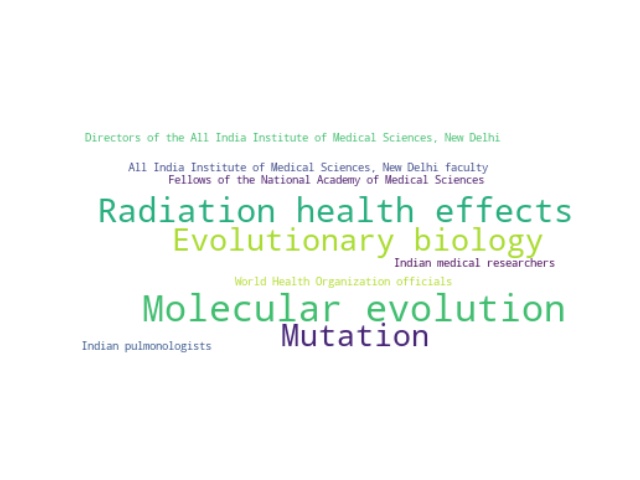 Directors of the All India Institute of Medical Sciences, New Delhi
All India Institute of Medical Sciences, New Delhi faculty
Fellows of the National Academy of Medical Sciences
Radiation health effects
Evolutionary biology
Indian medical researchers
World Health Organization officials
Molecular evolution
Mutation
Indian pulmonologists